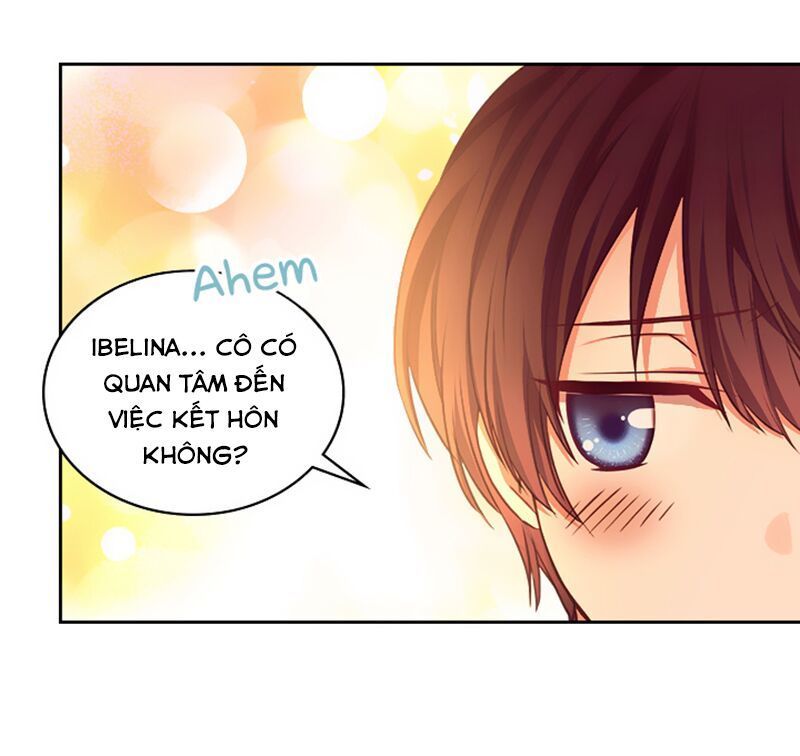 Ahem
IBELINA... CÔ CÓ
QUAN TÂM ĐẾN
VIỆC KẾT HÔN
KHÔNG?